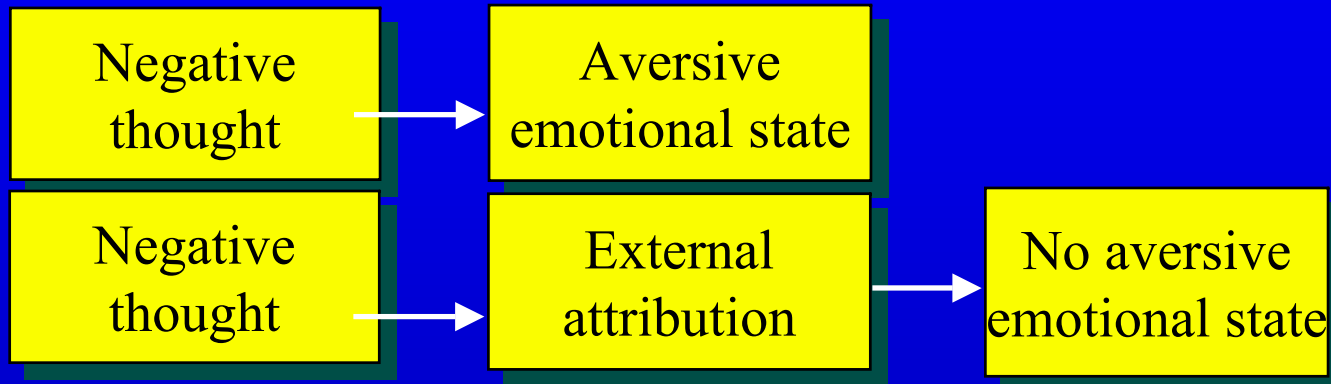 Negative
thought
Aversive
emotional state
Negative
thought
External
attribution
No aversive
emotional state